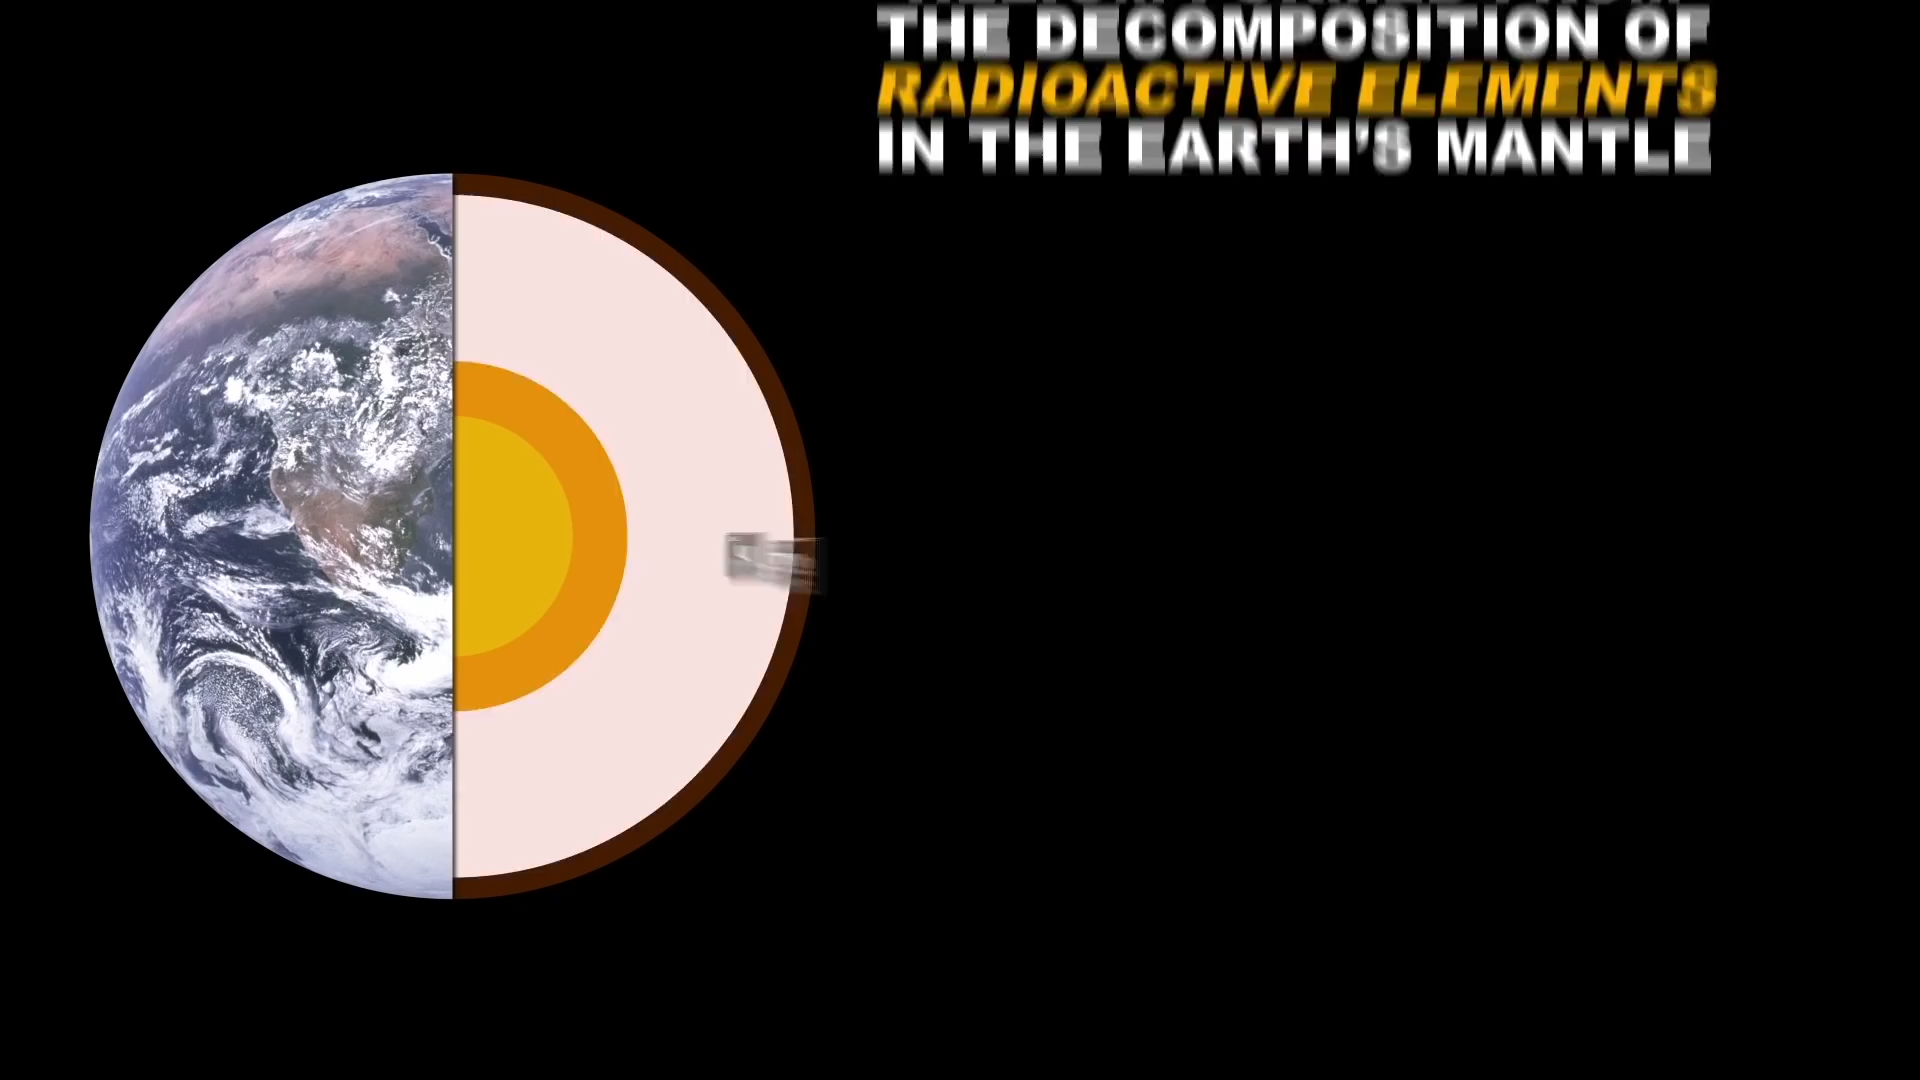 THE DECOMPOSITION OF
RADIOACTIVE ELEMENTS
IN THE EARTH'S MANTLE